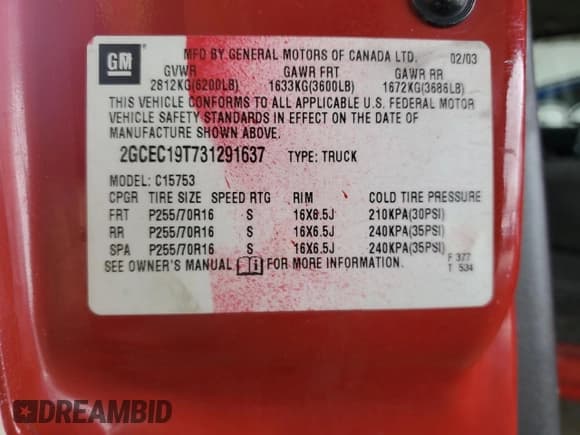 GM
MFD BY GENERAL MOTORS OF CANADA LTD. 02/03
GVWR GAWR FRT GAWR RR
2812KG(6200LB) 1633KG(3600LB) 1672KG(3686LB)
THIS VEHICLE CONFORMS TO ALL APPLICABLE U.S. FEDERAL MOTOR
VEHICLE SAFETY STANDARDS IN EFFECT ON THE DATE OF
MANUFACTURE SHOWN ABOVE.
2GCEC19T731291637 TYPE: TRUCK
MODEL: C15753
CPGR TIRE SIZE SPEED RTG RIM COLD TIRE PRESSURE
FRT P255/70R16 S 16X6.5J 210KPA(30PSI)
RR P255/70R16 S 16X6.5J 240KPA(35PSI)
SPA P255/70R16 S 16X6.5J 240KPA(35PSI)
SEE OWNER'S MANUAL FOR MORE INFORMATION.
F 377
T 534
DREAMBID